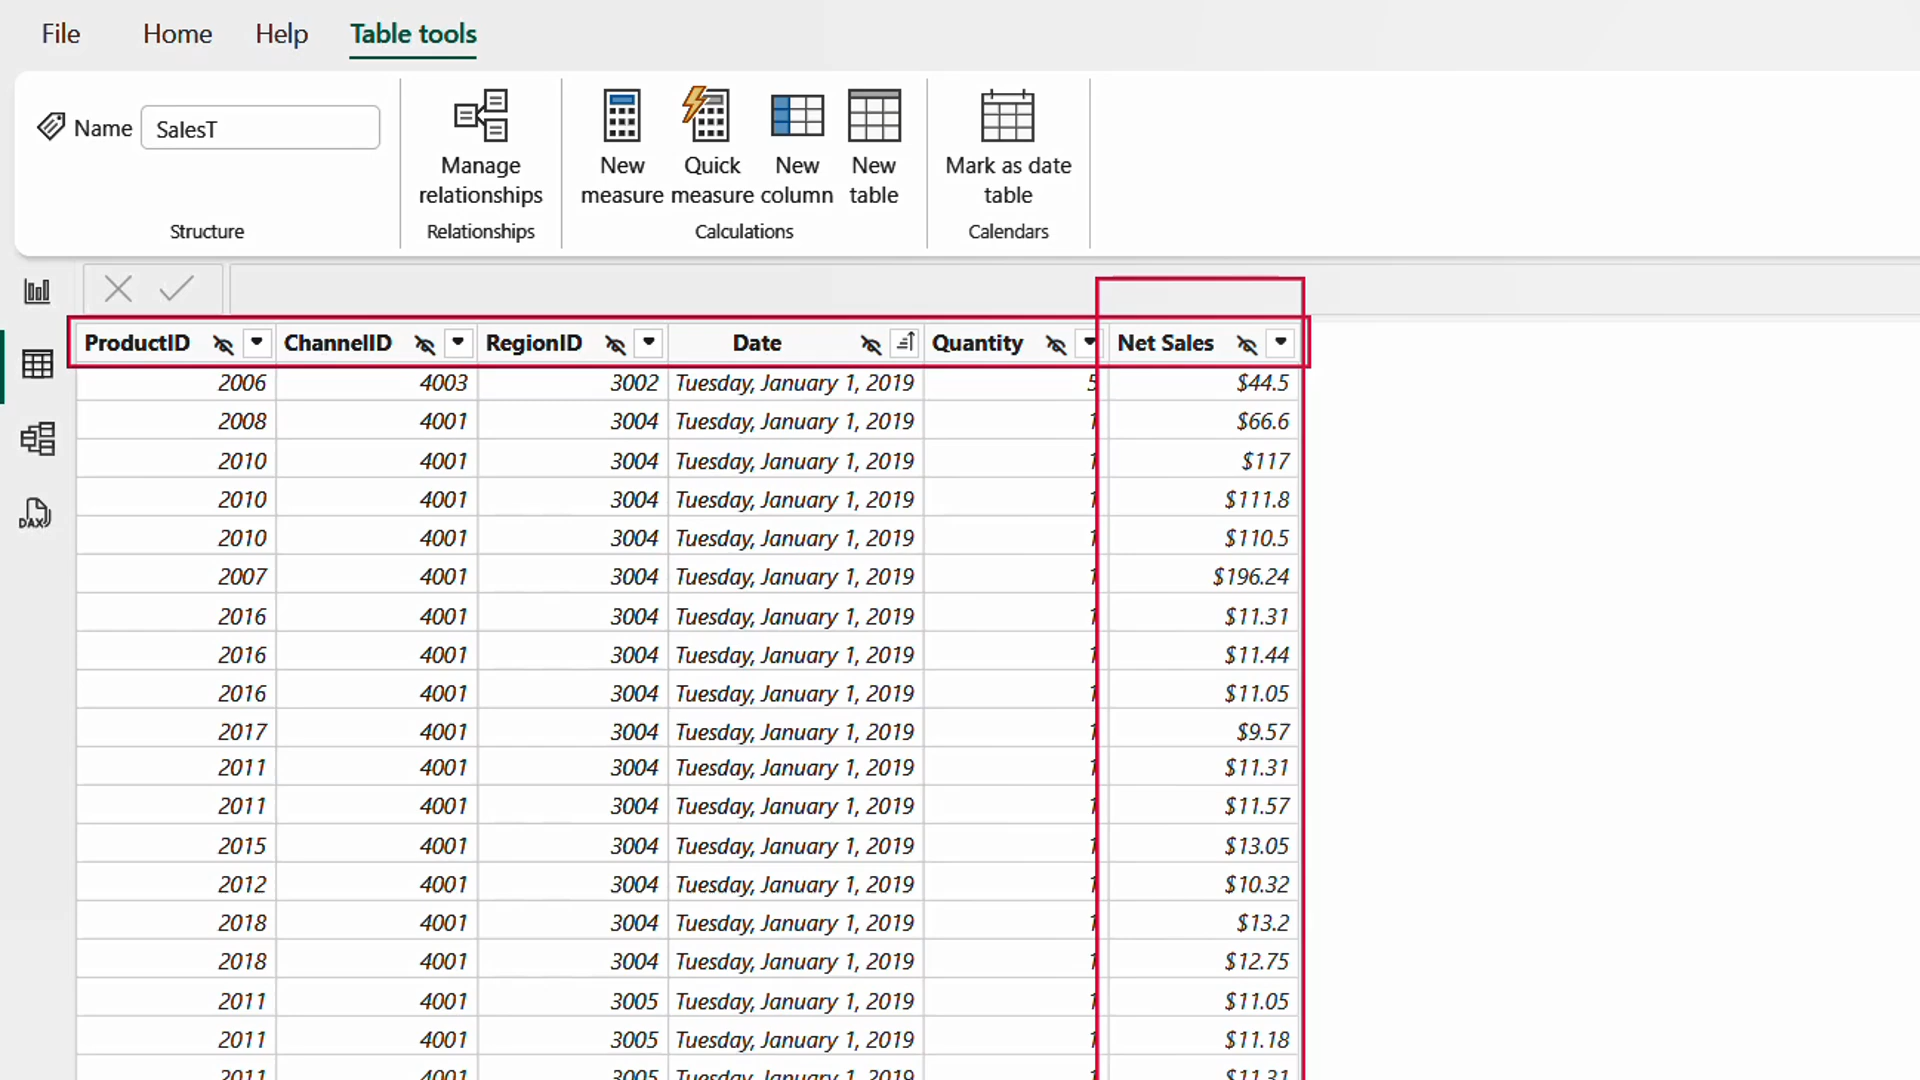 File Home Help Table tools
Name SalesT
Manage relationships
New measure
Quick measure
New column
New table
Mark as date table
Structure Relationships Calculations Calendars
DAX
ProductID ChannelID RegionID Date Quantity Net Sales
2006 4003 3002 Tuesday, January 1, 2019 5 $44.5
2008 4001 3004 Tuesday, January 1, 2019 1 $66.6
2010 4001 3004 Tuesday, January 1, 2019 1 $117
2010 4001 3004 Tuesday, January 1, 2019 1 $111.8
2010 4001 3004 Tuesday, January 1, 2019 1 $110.5
2007 4001 3004 Tuesday, January 1, 2019 1 $196.24
2016 4001 3004 Tuesday, January 1, 2019 1 $11.31
2016 4001 3004 Tuesday, January 1, 2019 1 $11.44
2016 4001 3004 Tuesday, January 1, 2019 1 $11.05
2017 4001 3004 Tuesday, January 1, 2019 1 $9.57
2011 4001 3004 Tuesday, January 1, 2019 1 $11.31
2011 4001 3004 Tuesday, January 1, 2019 1 $11.57
2015 4001 3004 Tuesday, January 1, 2019 1 $13.05
2012 4001 3004 Tuesday, January 1, 2019 1 $10.32
2018 4001 3004 Tuesday, January 1, 2019 1 $13.2
2018 4001 3004 Tuesday, January 1, 2019 1 $12.75
2011 4001 3005 Tuesday, January 1, 2019 1 $11.05
2011 4001 3005 Tuesday, January 1, 2019 1 $11.18
2011 4001 3005 Tuesday, January 1, 2019 1 $11.31